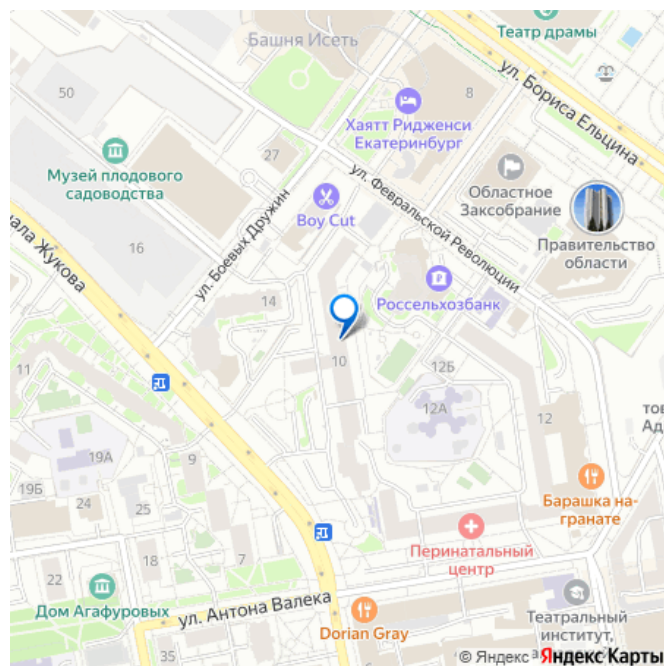 Театр драмы
Башня Исеть
ул. Бориса Ельцина
50
8
Хаятт Ридженси
Екатеринбург
27
Музей плодового
садоводства
ул. Февральской Революции
Областное
Заксобрание
ул. Боевых Дружин
Boy Cut
Правительство
области
16
Жукова
14
Россельхозбанк
10
12Б
11
12А
12
9
19А
19Б
24
25
Барашка на-
гранате
Перинатальный
центр
18
7
22
Дом Агафуровых
ул. Антона Валека
Dorian Gray
Театральный
институт,
35
© Яндекс Яндекс Карты